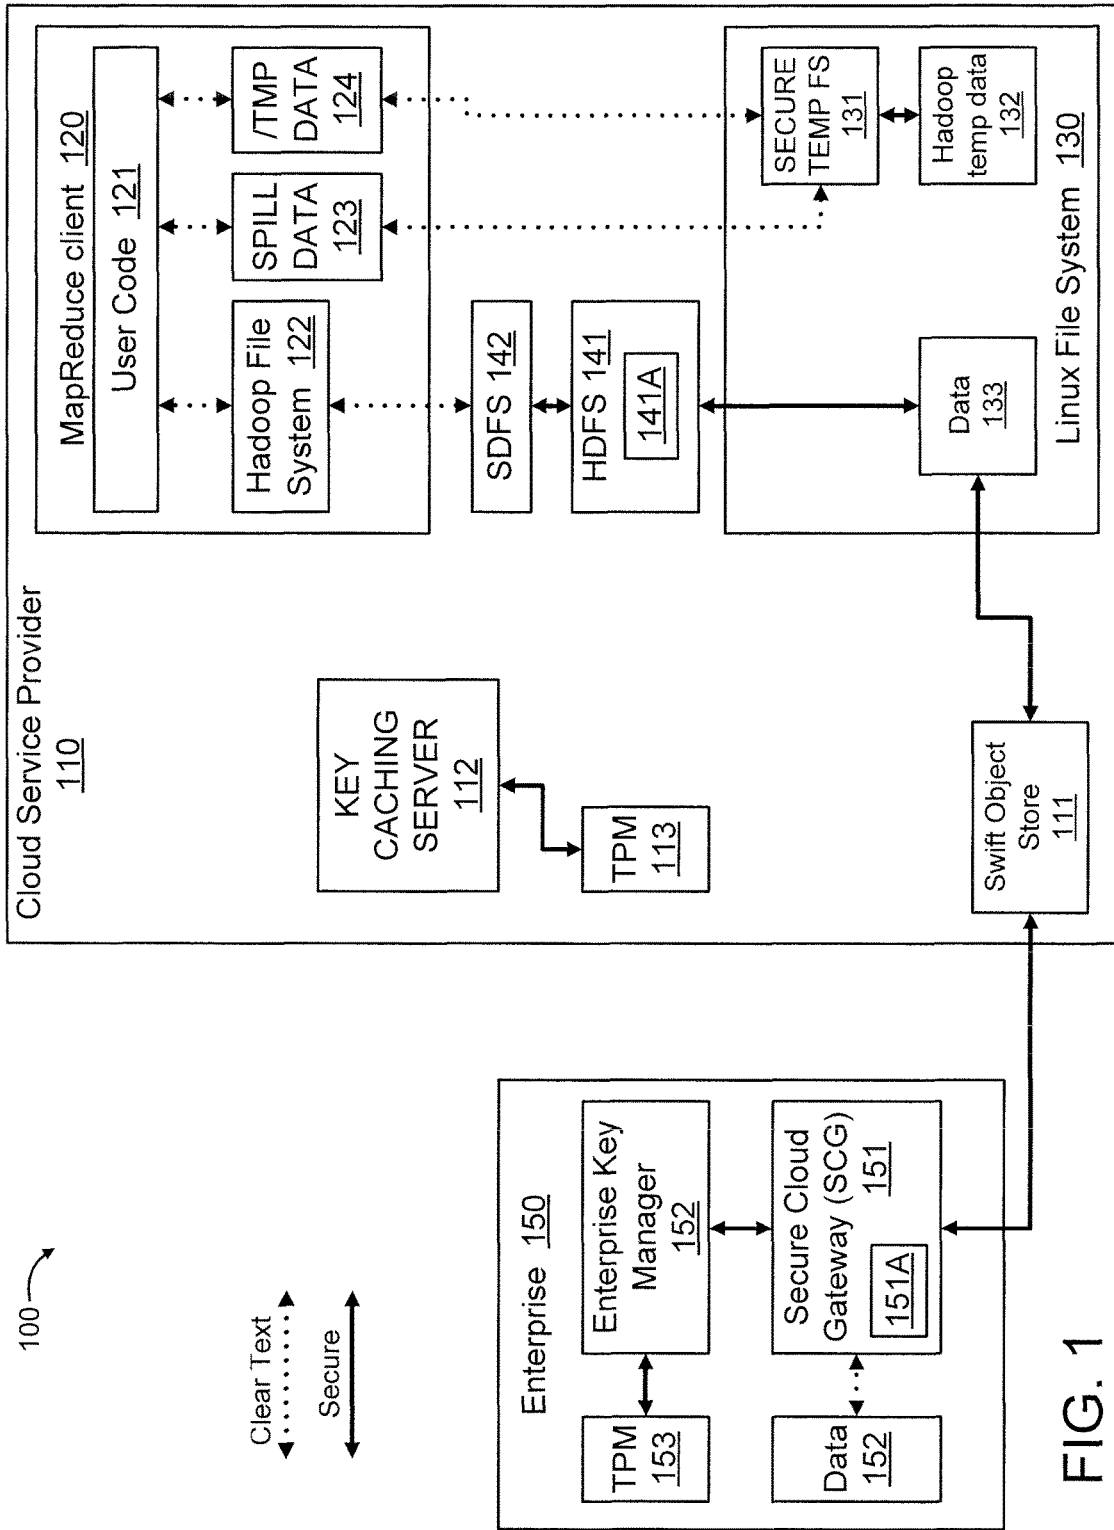 100
Clear Text
Secure
Enterprise 150
TPM
153
Enterprise Key
Manager
152
Data
152
Secure Cloud
Gateway (SCG)
151
151A
Cloud Service Provider
110
KEY
CACHING
SERVER
112
TPM
113
Swift Object
Store
111
MapReduce client 120
User Code 121
Hadoop File
System 122
SPILL
DATA
123
/TMP
DATA
124
SDFS 142
HDFS 141
141A
Data
133
SECURE
TEMP FS
131
Hadoop
temp data
132
Linux File System 130
FIG. 1